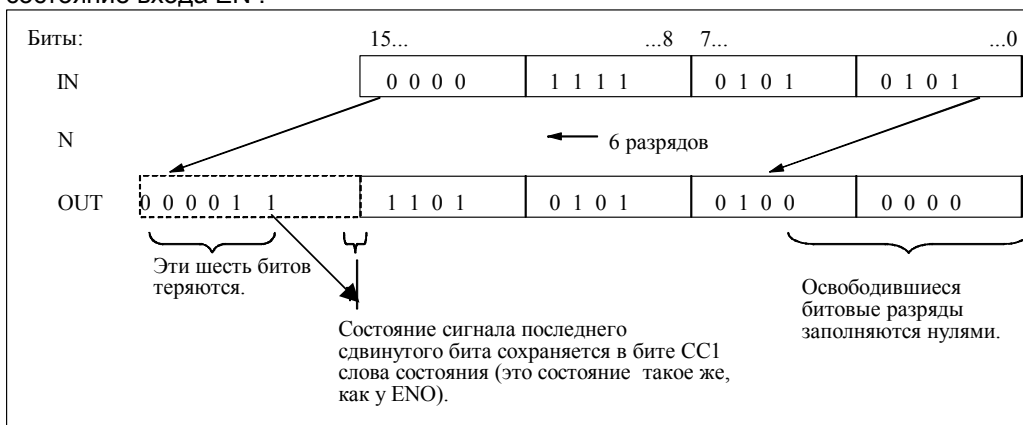 состояние входа EN .
Биты: 15... ...8 7... ...0
IN 0 0 0 0 1 1 1 1 0 1 0 1 0 1 0 1
N 6 разрядов
OUT 0 0 0 0 1 1 1 1 0 1 0 1 0 1 0 1 0 0 0 0 0 0
Эти шесть битов
теряются.
Освободившиеся
битовые разряды
заполняются нулями.
Состояние сигнала последнего
сдвинутого бита сохраняется в бите CC1
слова состояния (это состояние такое же,
как у ENO).